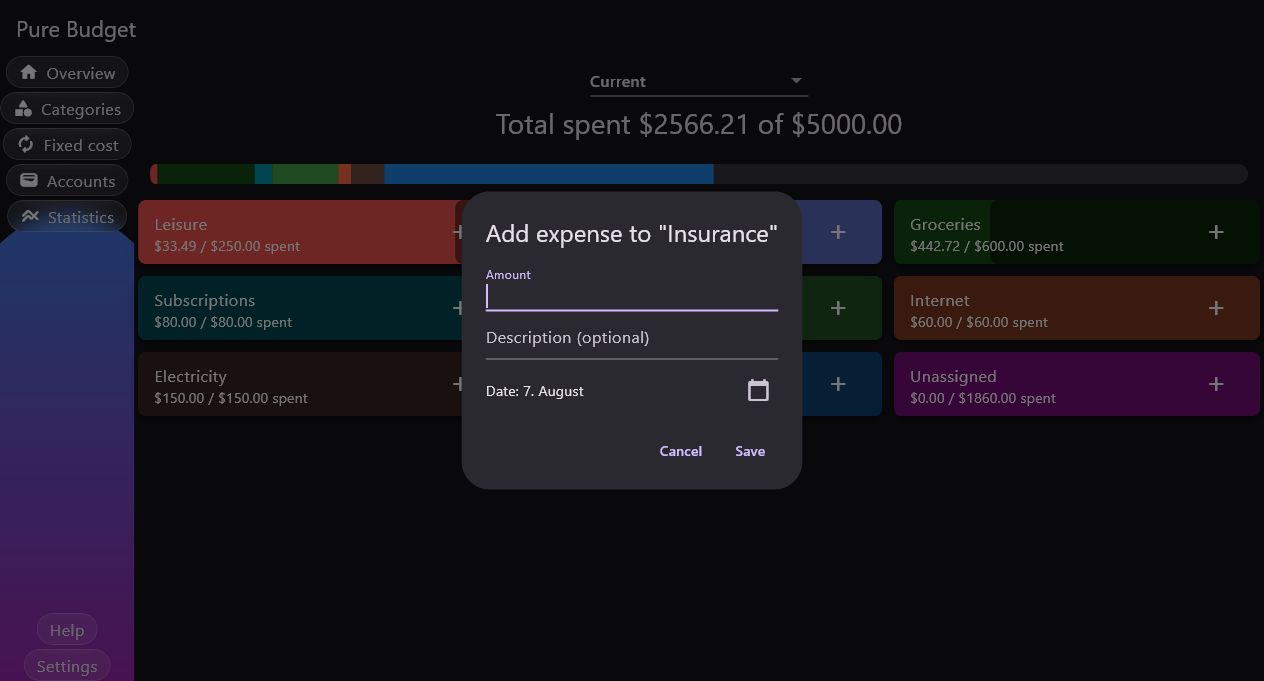 Pure Budget
Overview
Categories
Fixed cost
Accounts
Statistics
Help
Settings
Current
Total spent $2566.21 of $5000.00
Leisure
$33.49 / $250.00 spent
Groceries
$442.72 / $600.00 spent
Subscriptions
$80.00 / $80.00 spent
Internet
$60.00 / $60.00 spent
Electricity
$150.00 / $150.00 spent
Unassigned
$0.00 / $1860.00 spent
Add expense to "Insurance"
Amount
Description (optional)
Date: 7. August
Cancel Save